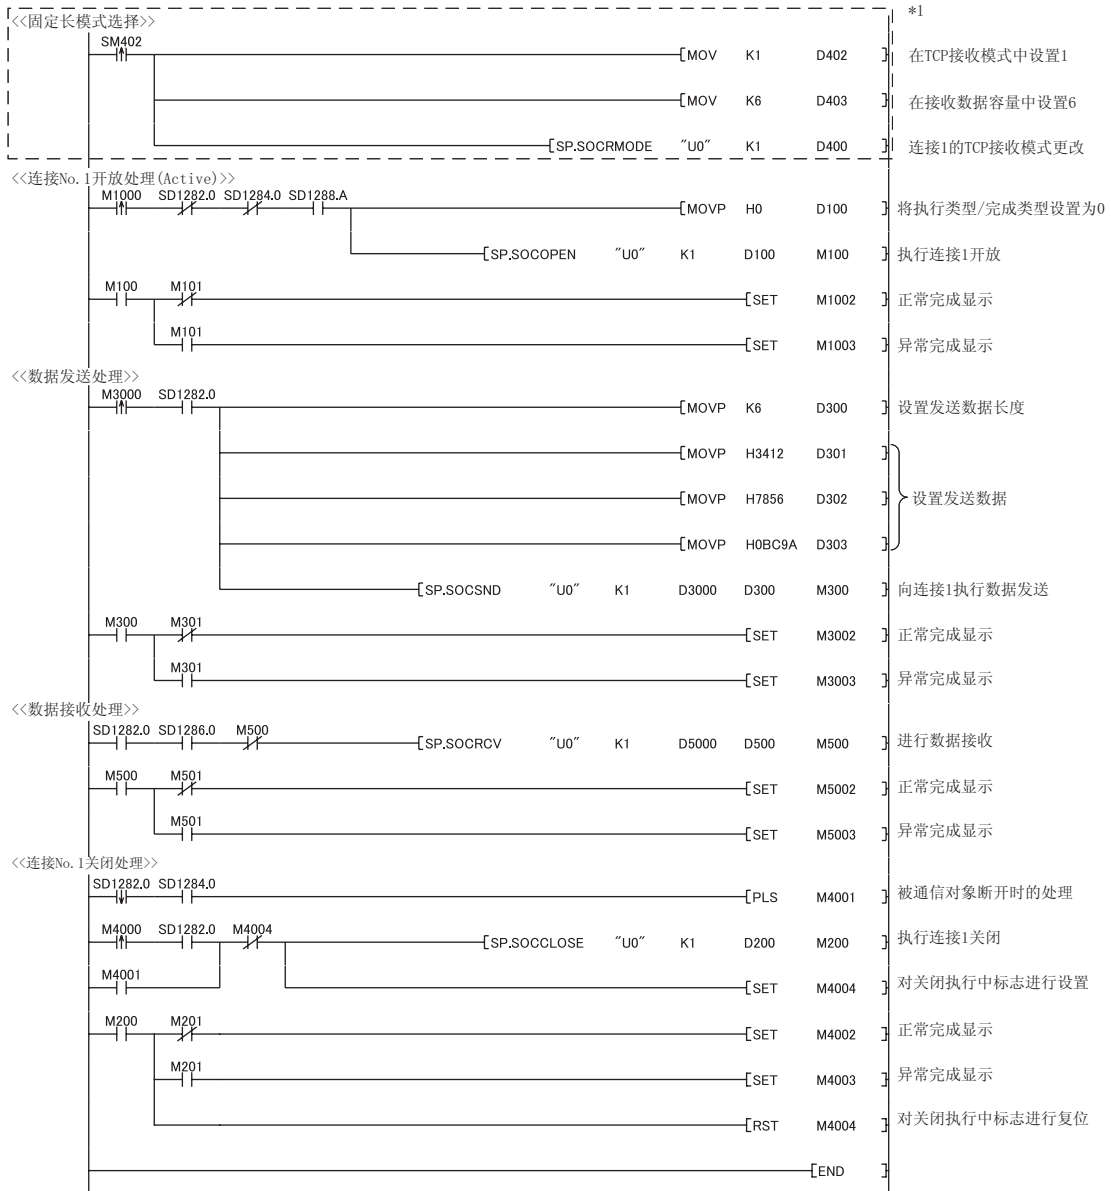 <<固定长模式选择>> *1
SM402
MOV K1 D402 在TCP接收模式中设置1
MOV K6 D403 在接收数据容量中设置6
SP.SOCRMODE "U0" K1 D400 连接1的TCP接收模式更改
<<连接No.1开放处理(Active)>>
M1000 SD1282.0 SD1284.0 SD1288.A
MOVP H0 D100 将执行类型/完成类型设置为0
SP.SOCOPEN "U0" K1 D100 M100 执行连接1开放
M100 M101
SET M1002 正常完成显示
M101
SET M1003 异常完成显示
<<数据发送处理>>
M3000 SD1282.0
MOVP K6 D300 设置发送数据长度
MOVP H3412 D301
MOVP H7856 D302 设置发送数据
MOVP H0BC9A D303
SP.SOCSND "U0" K1 D3000 D300 M300 向连接1执行数据发送
M300 M301
SET M3002 正常完成显示
M301
SET M3003 异常完成显示
<<数据接收处理>>
SD1282.0 SD1286.0 M500
SP.SOCRCV "U0" K1 D5000 D500 M500 进行数据接收
M500 M501
SET M5002 正常完成显示
M501
SET M5003 异常完成显示
<<连接No.1关闭处理>>
SD1282.0 SD1284.0
PLS M4001 被通信对象断开时的处理
M4000 SD1282.0 M4004
SP.SOCCLOSE "U0" K1 D200 M200 执行连接1关闭
M4001
SET M4004 对关闭执行中标志进行设置
M200 M201
SET M4002 正常完成显示
M201
SET M4003 异常完成显示
RST M4004 对关闭执行中标志进行复位
END